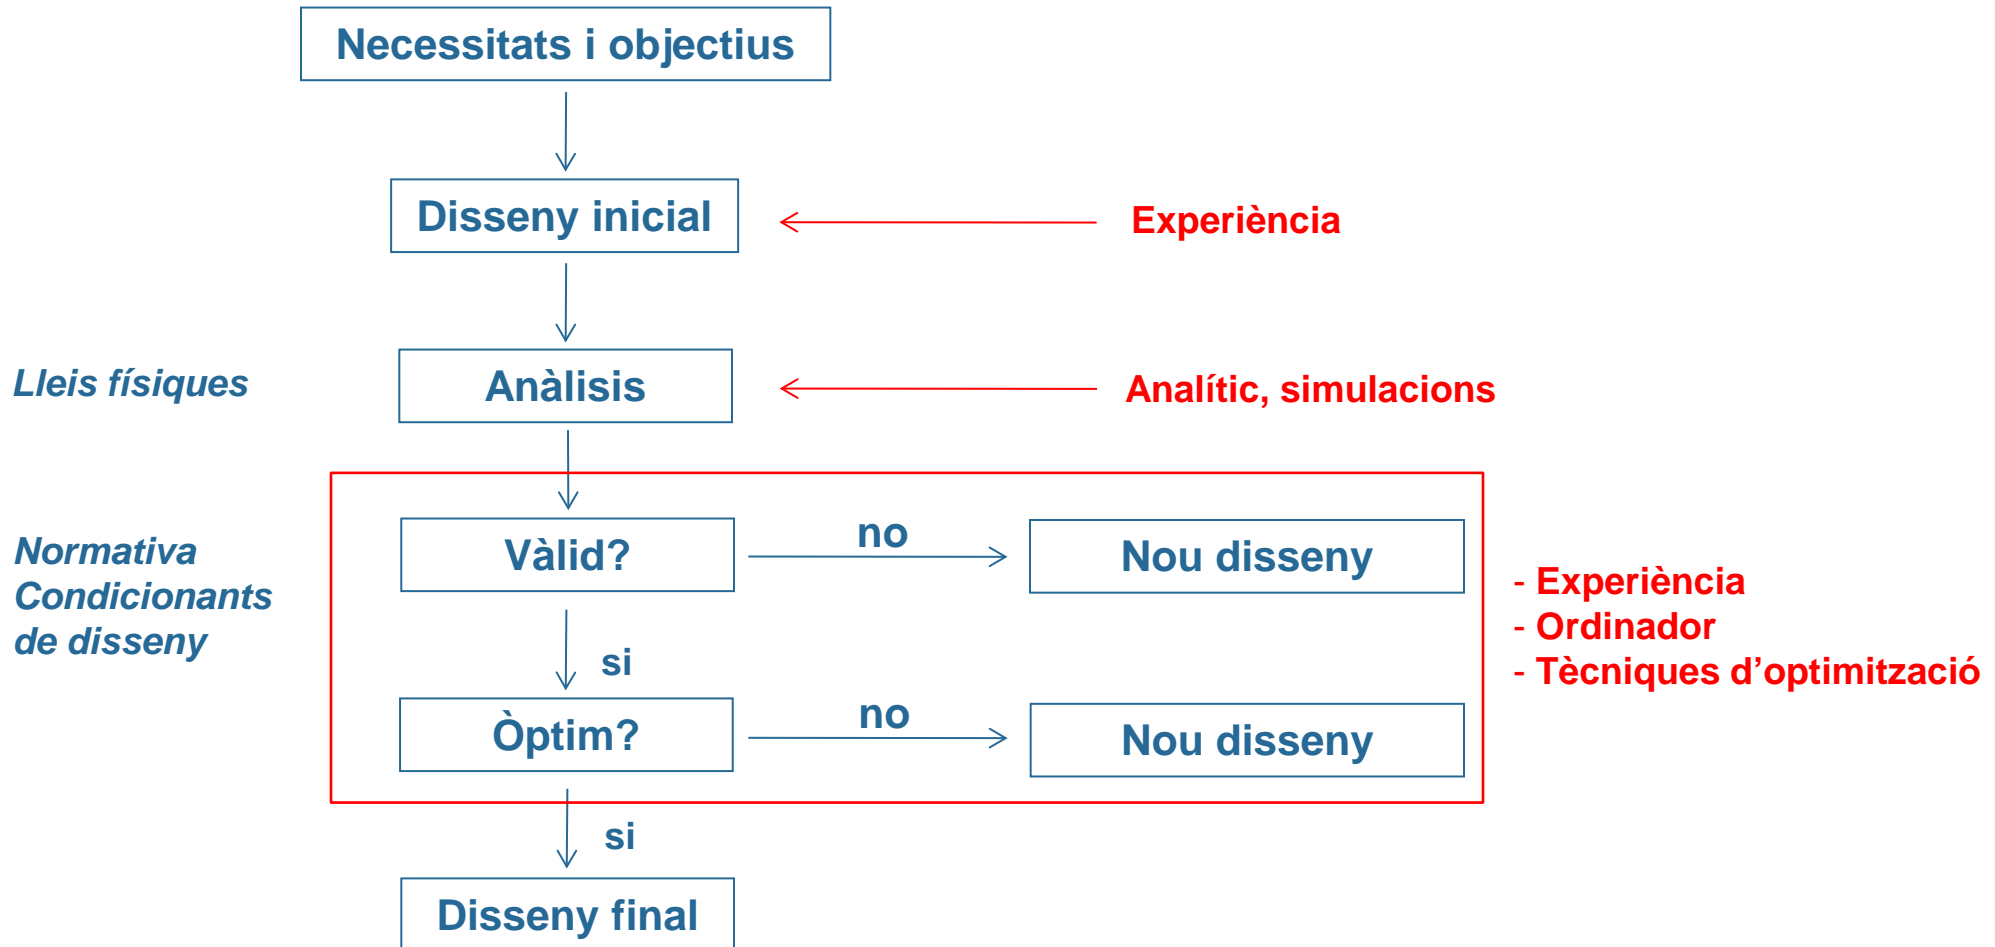 Necessitats i objectius
Disseny inicial
Experiència
Lleis físiques
Anàlisis
Analític, simulacions
Normativa
Condicionants
de disseny
Vàlid?
no
Nou disseny
si
Òptim?
no
Nou disseny
- Experiència
- Ordinador
- Tècniques d’optimització
si
Disseny final